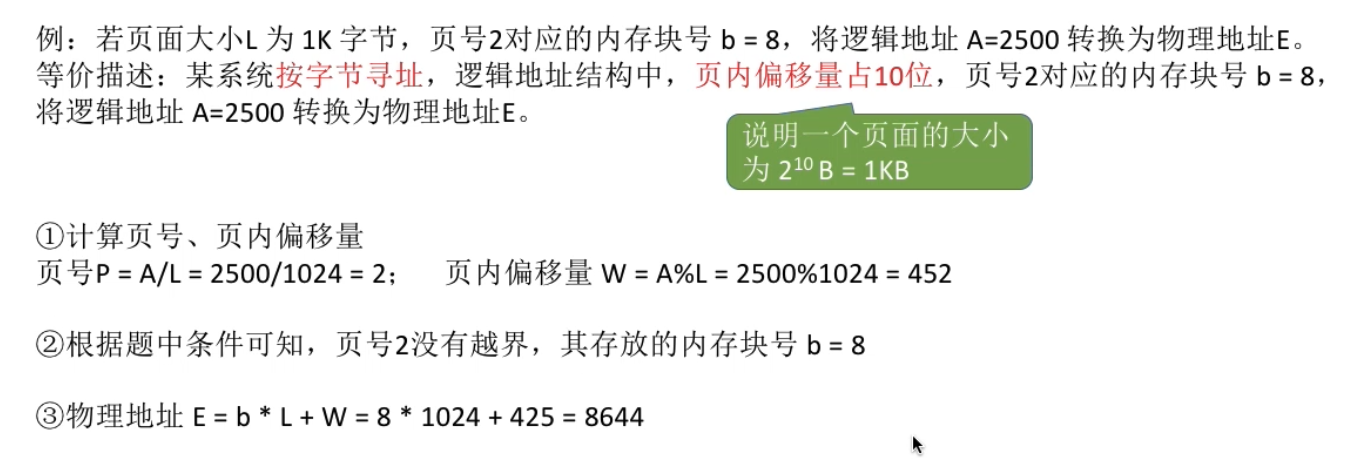 例：若页面大小L 为 1K 字节，页号2对应的内存块号 b = 8，将逻辑地址 A=2500 转换为物理地址E。
等价描述：某系统按字节寻址，逻辑地址结构中，页内偏移量占10位，页号2对应的内存块号 b = 8，
将逻辑地址 A=2500 转换为物理地址E。
说明一个页面的大小
为 2¹⁰ B = 1KB
①计算页号、页内偏移量
页号P = A/L = 2500/1024 = 2； 页内偏移量 W = A%L = 2500%1024 = 452
②根据题中条件可知，页号2没有越界，其存放的内存块号 b = 8
③物理地址 E = b * L + W = 8 * 1024 + 425 = 8644